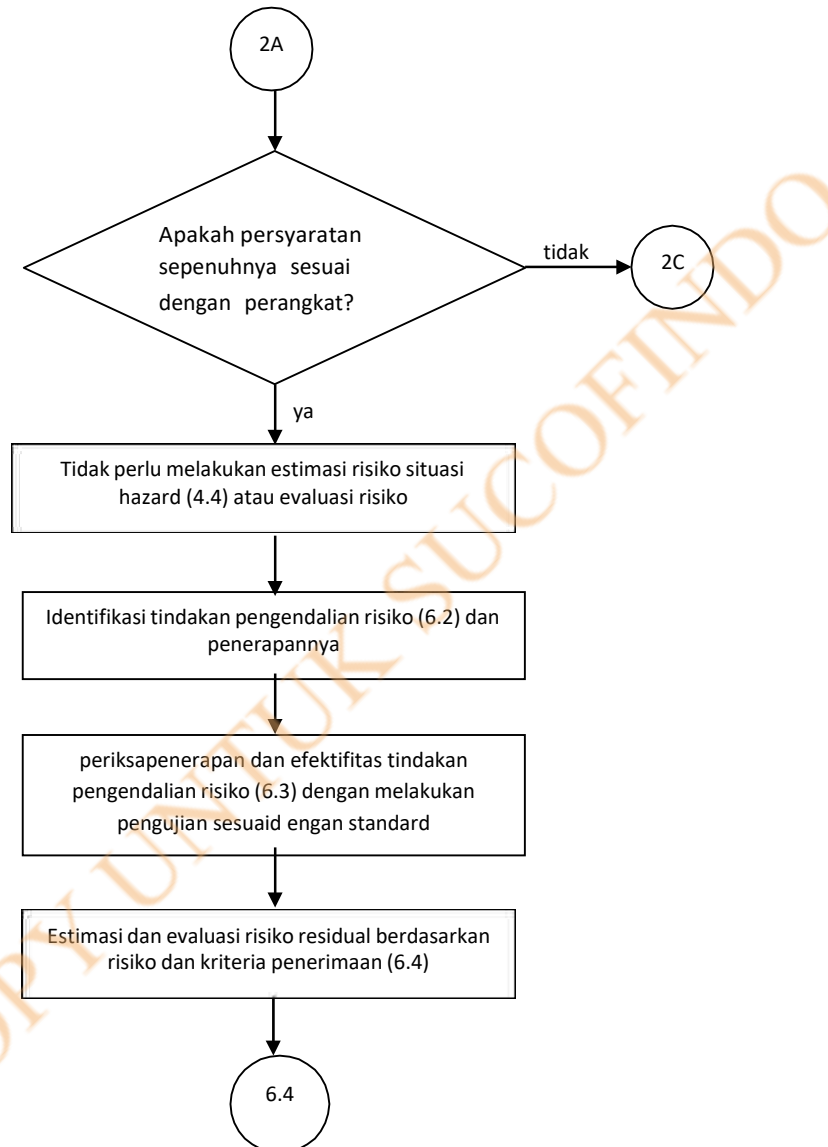 2A
Apakah persyaratan
sepenuhnya sesuai
dengan perangkat?
tidak
2C
ya
Tidak perlu melakukan estimasi risiko situasi
hazard (4.4) atau evaluasi risiko
Identifikasi tindakan pengendalian risiko (6.2) dan
penerapannya
periksapenerapan dan efektifitas tindakan
pengendalian risiko (6.3) dengan melakukan
pengujian sesuaid engan standard
Estimasi dan evaluasi risiko residual berdasarkan
risiko dan kriteria penerimaan (6.4)
6.4
OPY UNTUK SUCOFINDO